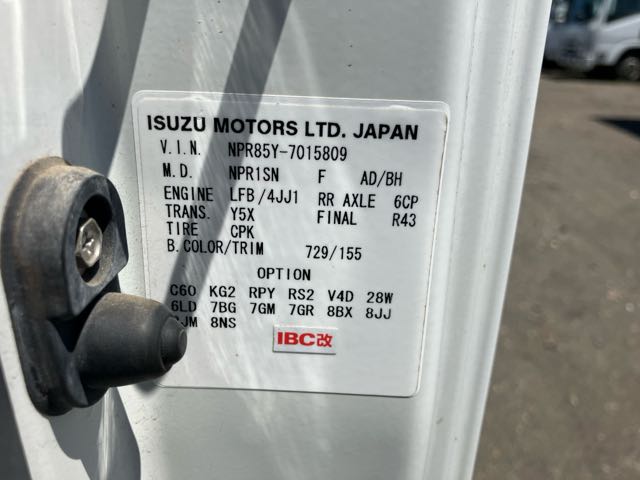 ISUZU MOTORS LTD. JAPAN
V.I.N. NPR85Y-7015809
M.D. NPR1SN F AD/BH
ENGINE LFB/4JJ1 RR AXLE 6CP
TRANS. Y5X FINAL R43
TIRE CPK
B.COLOR/TRIM 729/155
OPTION
C60 KG2 RPY RS2 V4D 28W
6LD 7BG 7GM 7GR 8BX 8JJ
8NS
IBC改